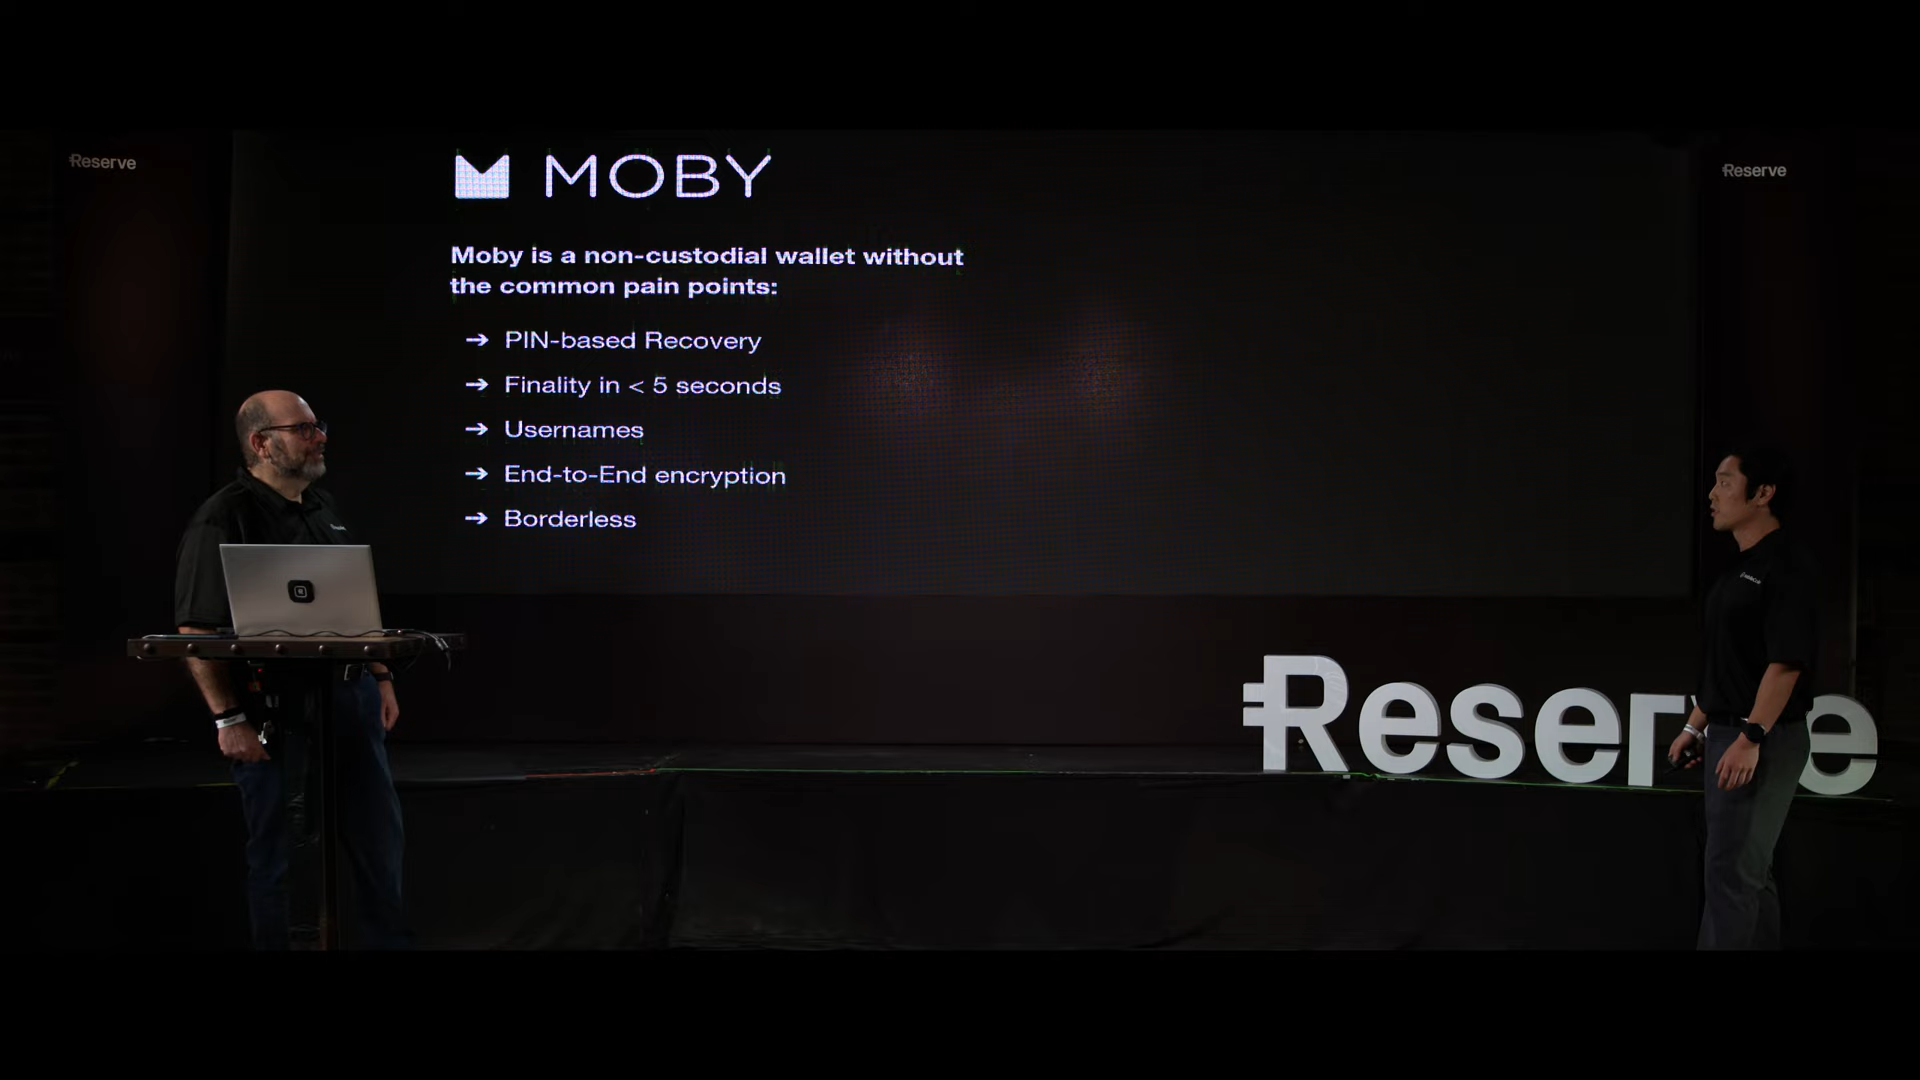 Reserve
Reserve
MOBY
Moby is a non-custodial wallet without
the common pain points:
→ PIN-based Recovery
→ Finality in < 5 seconds
→ Usernames
→ End-to-End encryption
→ Borderless
Reserve